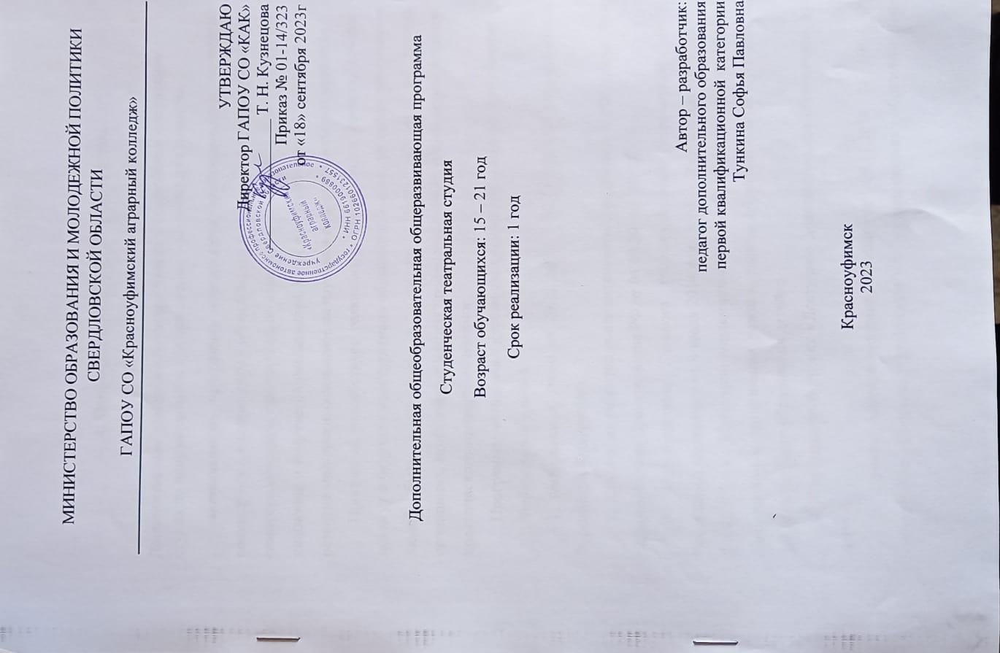 МИНИСТЕРСТВО ОБРАЗОВАНИЯ И МОЛОДЕЖНОЙ ПОЛИТИКИ
СВЕРДЛОВСКОЙ ОБЛАСТИ
ГАПОУ СО «Красноуфимский аграрный колледж»
УТВЕРЖДАЮ
Директор ГАПОУ СО «КАК»
Т. Н. Кузнецова
Приказ № 01-14/323
от «18» сентября 2023г
государственное автономное профессиональное образовательное
учреждение Свердловской области
"Красноуфимский
аграрный
колледж"
* ИНН 6619000689 *
* ОГРН 1026601231557 *
Дополнительная общеобразовательная общеразвивающая программа
Студенческая театральная студия
Возраст обучающихся: 15 – 21 год
Срок реализации: 1 год
Автор – разработчик:
педагог дополнительного образования
первой квалификационной категории
Тункина Софья Павловна
Красноуфимск
2023